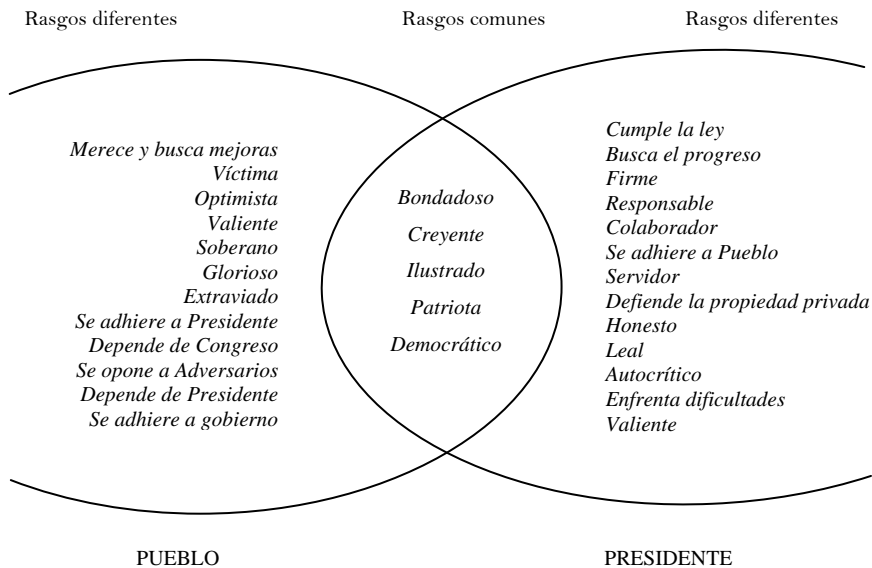 Rasgos diferentes
Rasgos comunes
Rasgos diferentes
Merece y busca mejoras
Víctima
Optimista
Valiente
Soberano
Glorioso
Extraviado
Se adhiere a Presidente
Depende de Congreso
Se opone a Adversarios
Depende de Presidente
Se adhiere a gobierno
Bondadoso
Creyente
Ilustrado
Patriota
Democrático
Cumple la ley
Busca el progreso
Firme
Responsable
Colaborador
Se adhiere a Pueblo
Servidor
Defiende la propiedad privada
Honesto
Leal
Autocrítico
Enfrenta dificultades
Valiente
PUEBLO
PRESIDENTE